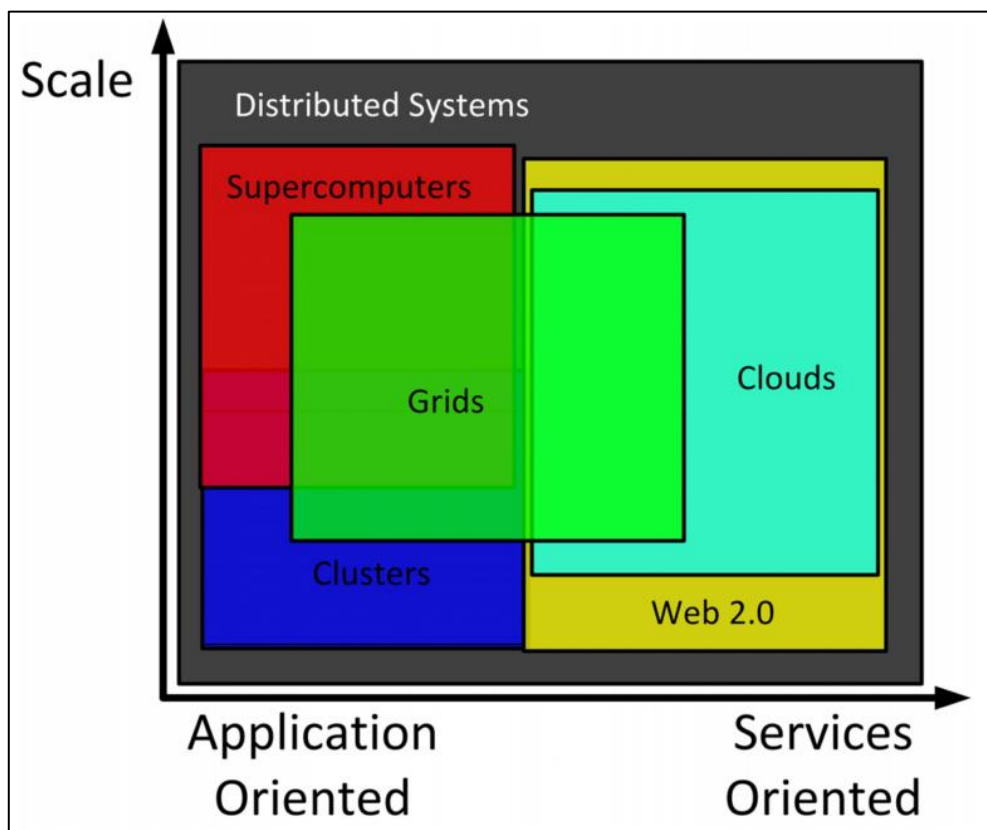 Scale
Distributed Systems
Supercomputers
Clouds
Grids
Clusters
Web 2.0
Application
Oriented
Services
Oriented